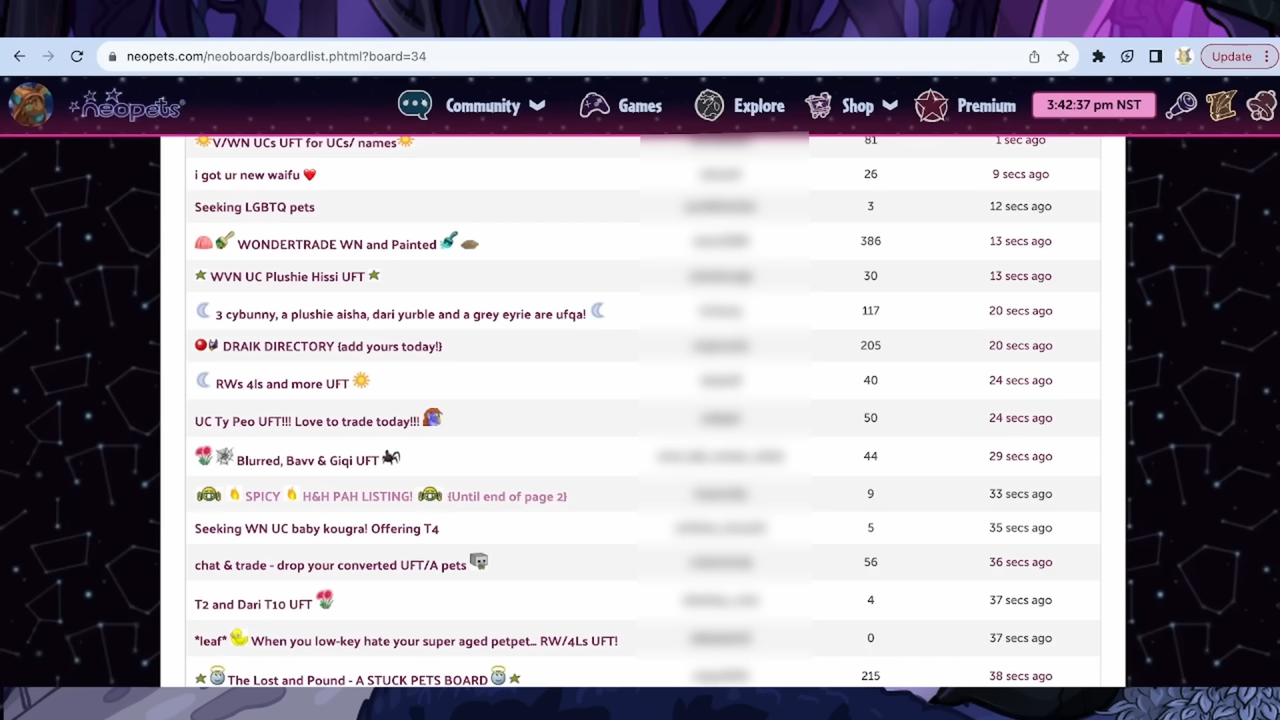 neopets.com/neoboards/boardlist.phtml?board=34
Update
neopets
Community
Games
Explore
Shop
Premium
3:42:37 pm NST
V/WN UCs UFT for UCs/ names 81 1 sec ago
i got ur new waifu 26 9 secs ago
Seeking LGBTQ pets 3 12 secs ago
WONDERTRADE WN and Painted 386 13 secs ago
WVN UC Plushie Hissi UFT 30 13 secs ago
3 cybunny, a plushie aisha, dari yurble and a grey eyrie are ufqa! 117 20 secs ago
DRAIK DIRECTORY {add yours today!} 205 20 secs ago
RWs 4ls and more UFT 40 24 secs ago
UC Ty Peo UFT!!! Love to trade today!!! 50 24 secs ago
Blurred, Bavv & Giqi UFT 44 29 secs ago
SPICY H&H PAH LISTING! {Until end of page 2} 9 33 secs ago
Seeking WN UC baby kougra! Offering T4 5 35 secs ago
chat & trade - drop your converted UFT/A pets 56 36 secs ago
T2 and Dari T10 UFT 4 37 secs ago
*leaf* When you low-key hate your super aged petpet... RW/4Ls UFT! 0 37 secs ago
The Lost and Pound - A STUCK PETS BOARD 215 38 secs ago